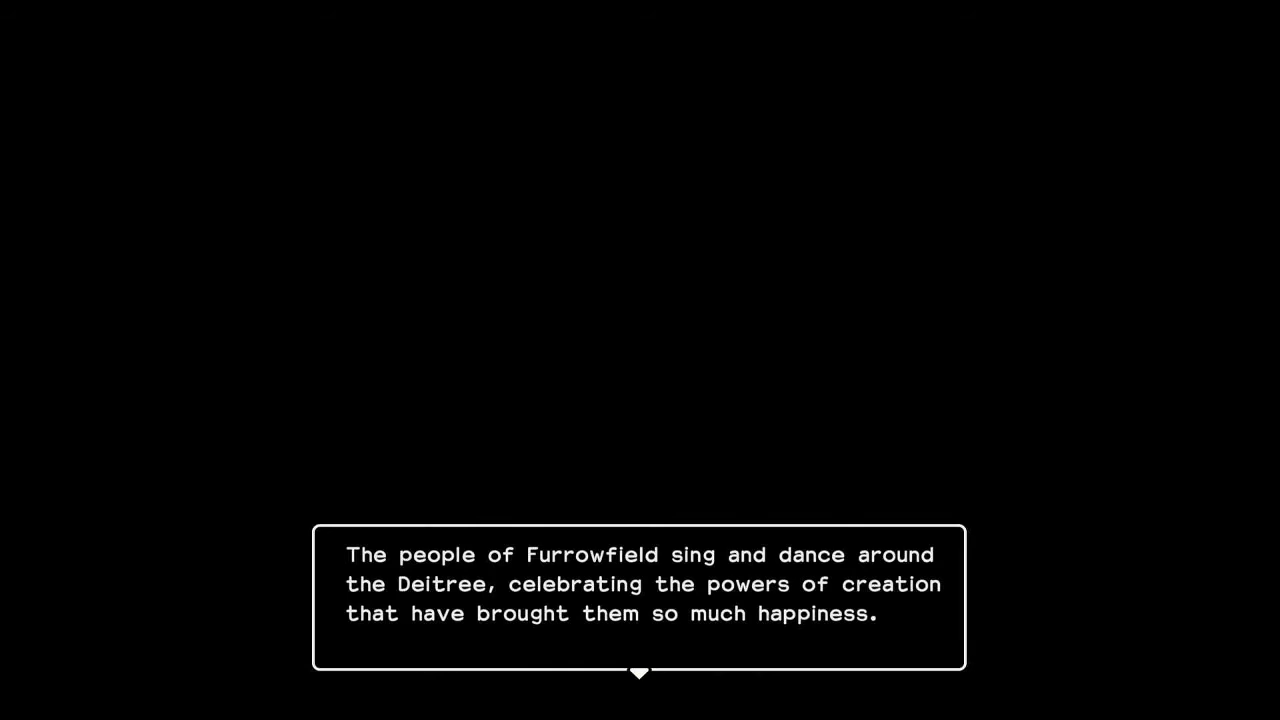 The people of Furrowfield sing and dance around
the Deitree, celebrating the powers of creation
that have brought them so much happiness.